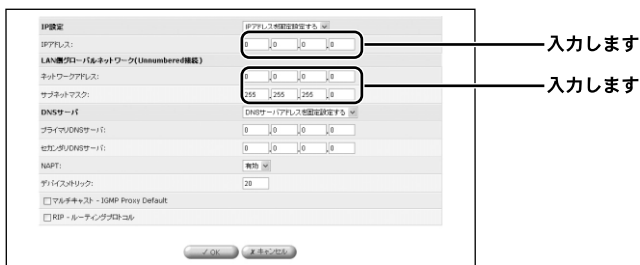 IP設定 IPアドレスを固定設定する
IPアドレス: 0 .0 .0 .0 入力します
LAN側グローバルネットワーク(Unnumbered接続)
ネットワークアドレス: 0 .0 .0 .0
サブネットマスク: 255 .255 .255 .0 入力します
DNSサーバ DNSサーバアドレスを固定設定する
プライマリDNSサーバ: 0 .0 .0 .0
セカンダリDNSサーバ: 0 .0 .0 .0
NAPT: 有効
デバイスメトリック: 20
マルチキャスト - IGMP Proxy Default
RIP - ルーティングプロトコル
✓ OK ✗ キャンセル